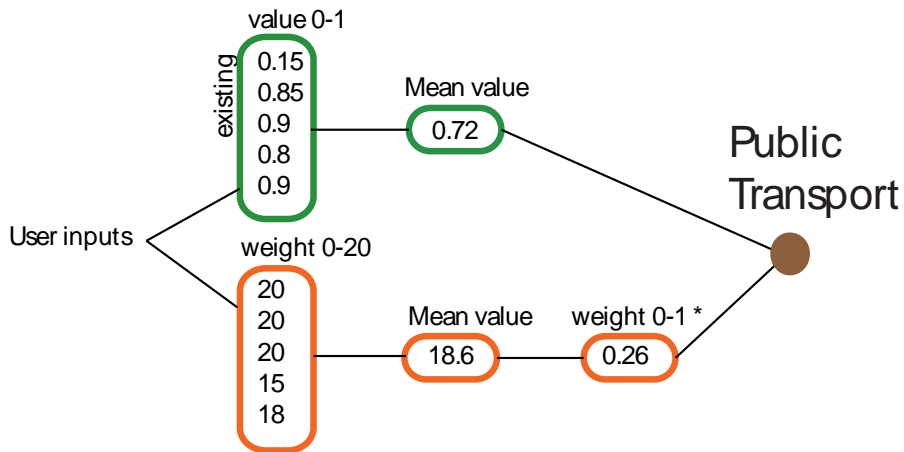 value 0-1
existing
0.15
0.85
0.9
0.8
0.9
Mean value
0.72
Public
Transport
User inputs
weight 0-20
20
20
20
15
18
Mean value
18.6
weight 0-1 *
0.26